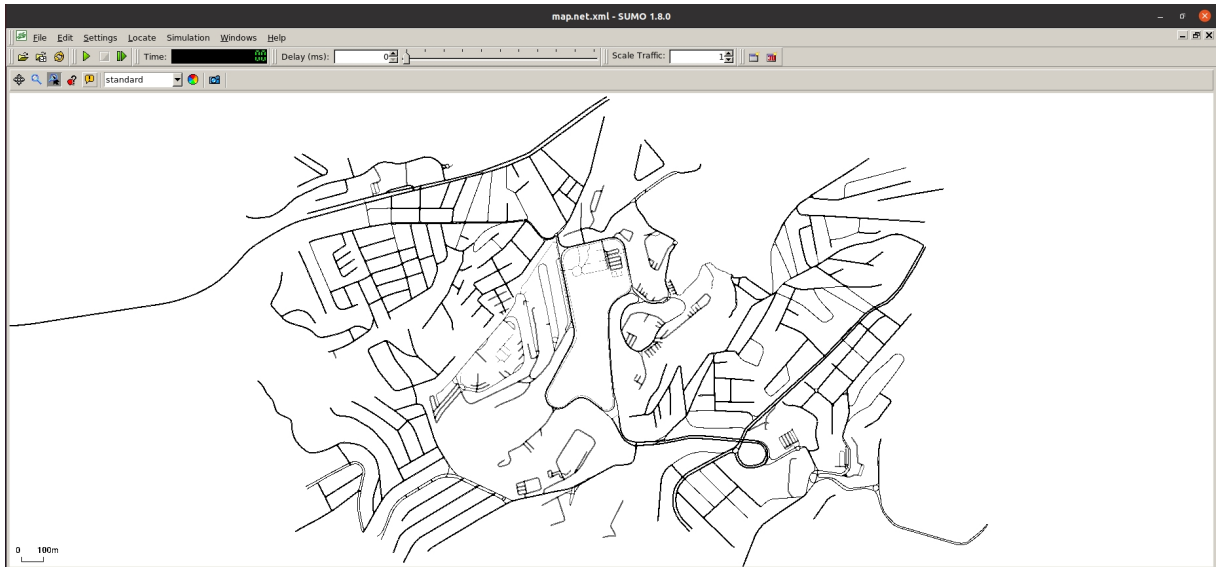 map.net.xml - SUMO 1.8.0
File Edit Settings Locate Simulation Windows Help
Time: 00 Delay (ms): 0 Scale Traffic: 1
standard
0 100m